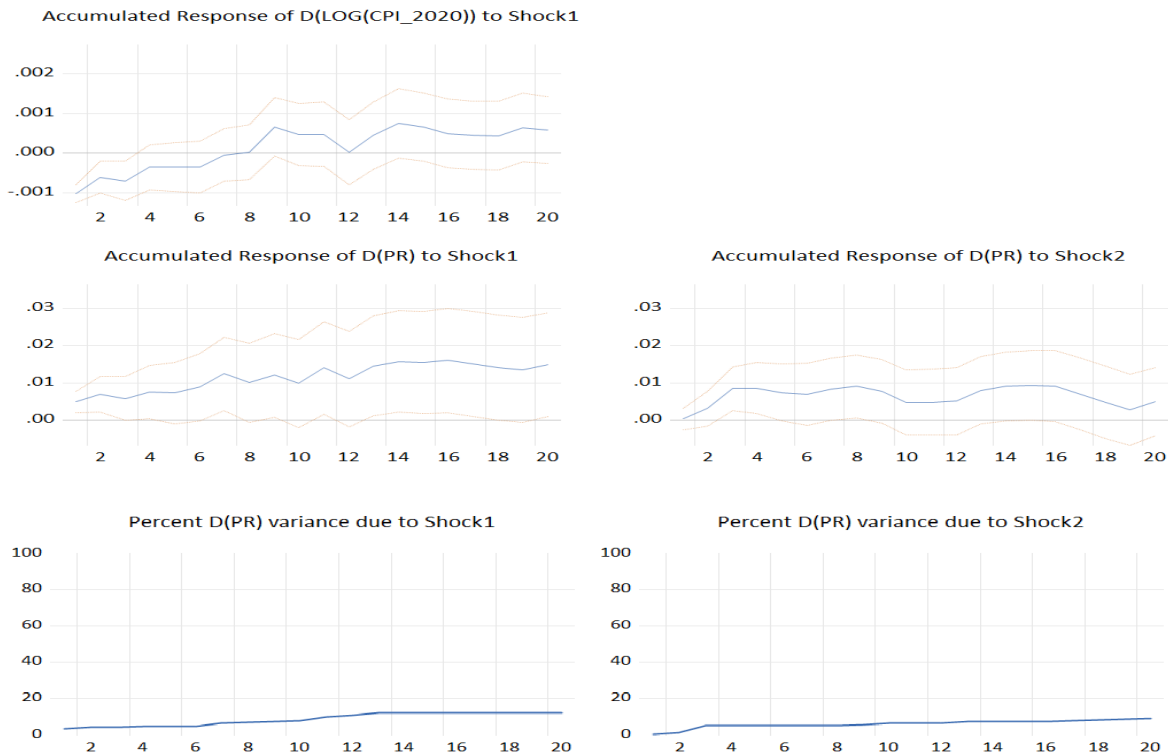 Accumulated Response of D(LOG(CPI_2020)) to Shock1
.002
.001
.000
-.001
2 4 6 8 10 12 14 16 18 20
Accumulated Response of D(PR) to Shock1
.03
.02
.01
.00
2 4 6 8 10 12 14 16 18 20
Accumulated Response of D(PR) to Shock2
.03
.02
.01
.00
2 4 6 8 10 12 14 16 18 20
Percent D(PR) variance due to Shock1
100
80
60
40
20
0
2 4 6 8 10 12 14 16 18 20
Percent D(PR) variance due to Shock2
100
80
60
40
20
0
2 4 6 8 10 12 14 16 18 20